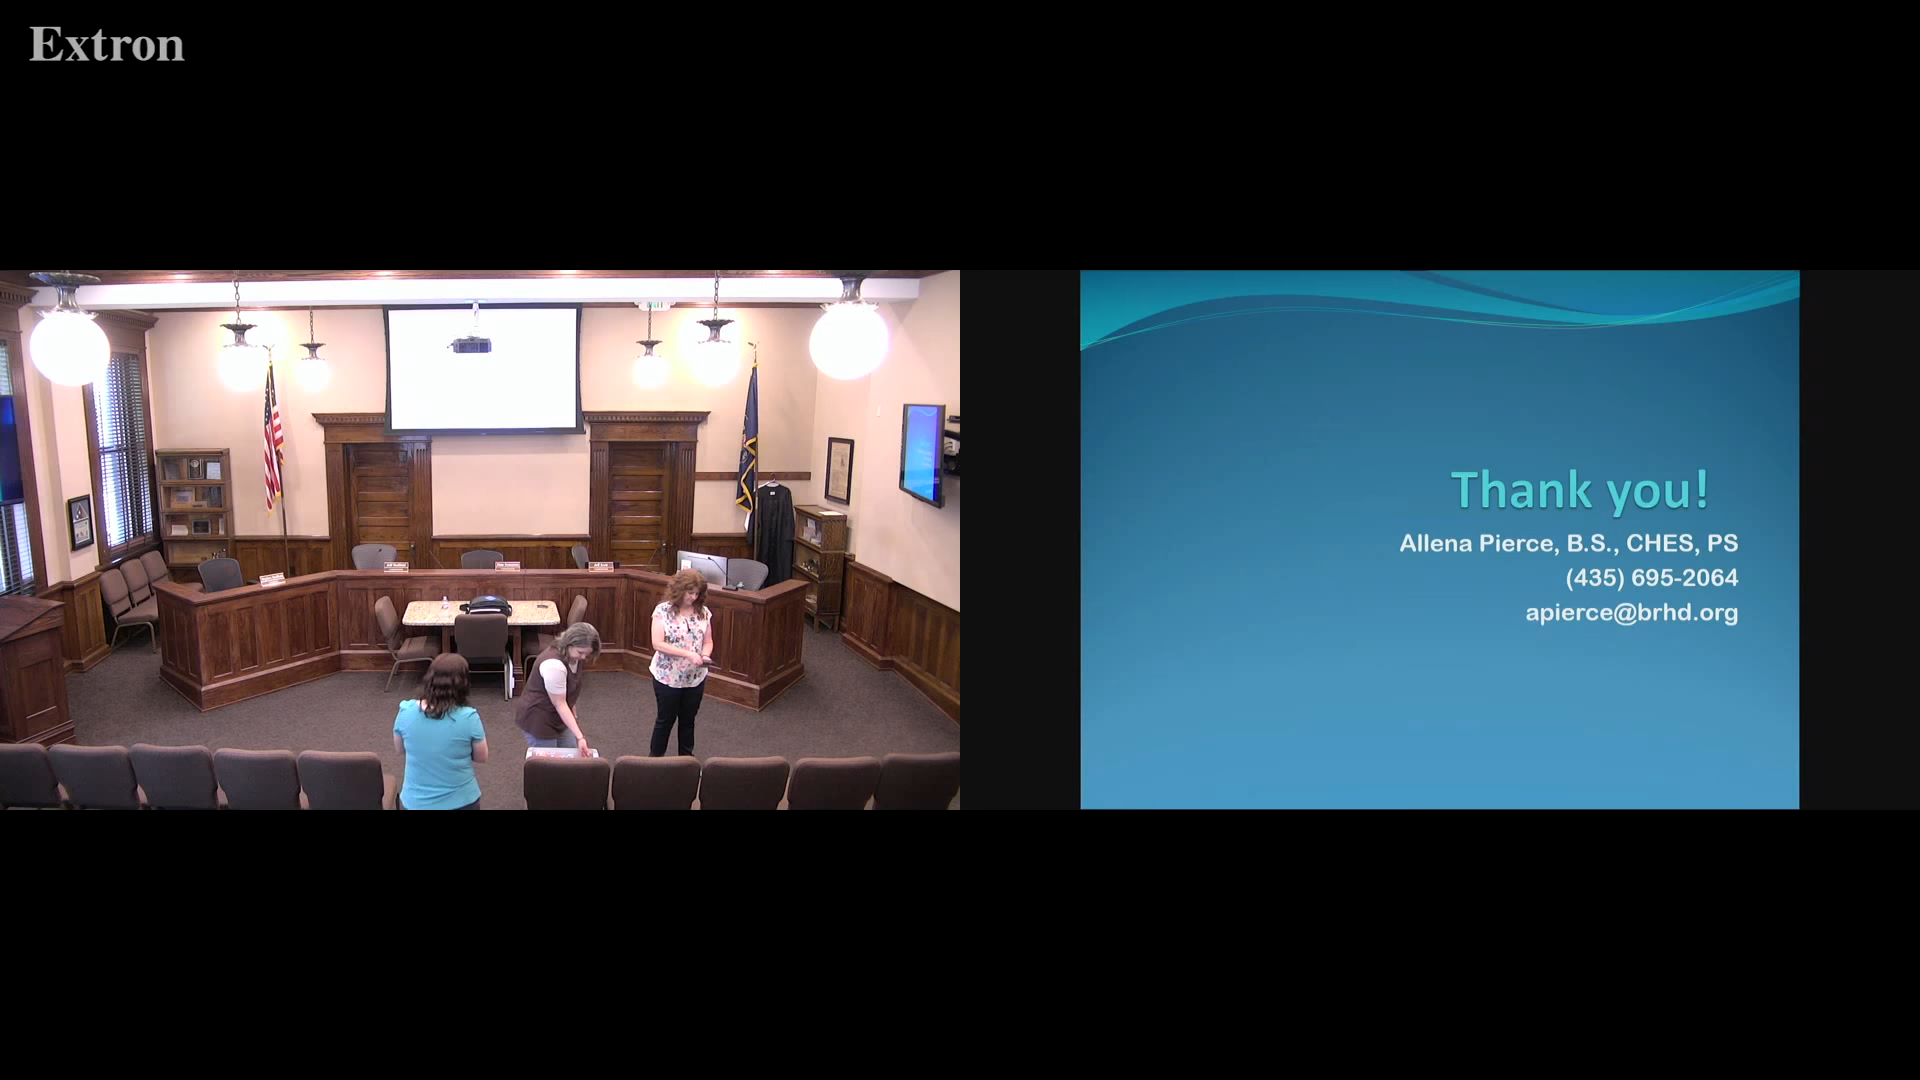 Extron
Thank you!
Allena Pierce, B.S., CHES, PS
(435) 695-2064
apierce@brhd.org